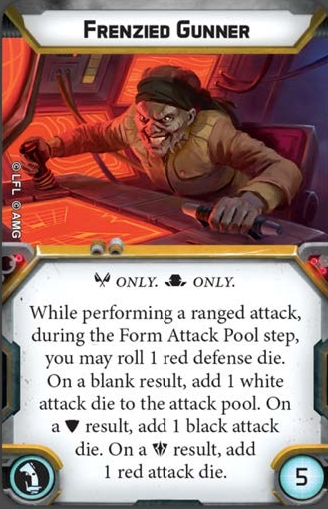 FRENZIED GUNNER
© LFL © AMG
ONLY. ONLY.
While performing a ranged attack,
during the Form Attack Pool step,
you may roll 1 red defense die.
On a blank result, add 1 white
attack die to the attack pool. On
a result, add 1 black attack
die. On a result, add
1 red attack die.
5